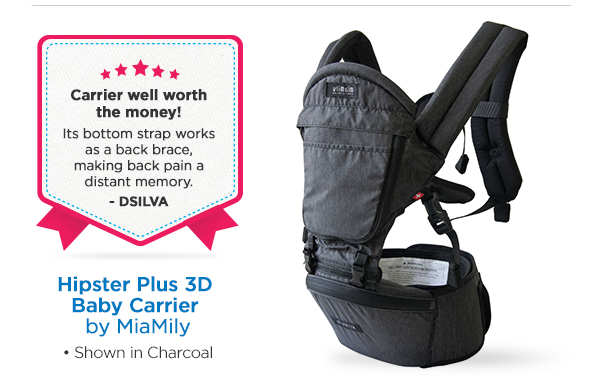 Carrier well worth
the money!
Its bottom strap works
as a back brace,
making back pain a
distant memory.
- DSILVA
Hipster Plus 3D
Baby Carrier
by MiaMily
• Shown in Charcoal
WARNING